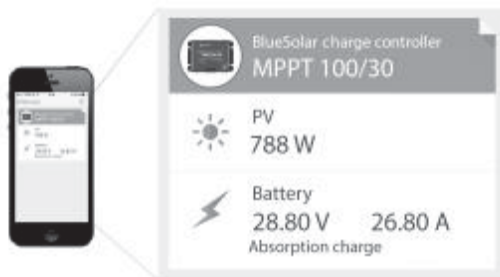 BlueSolar charge controller
MPPT 100/30
PV
788 W
Battery
28.80 V 26.80 A
Absorption charge